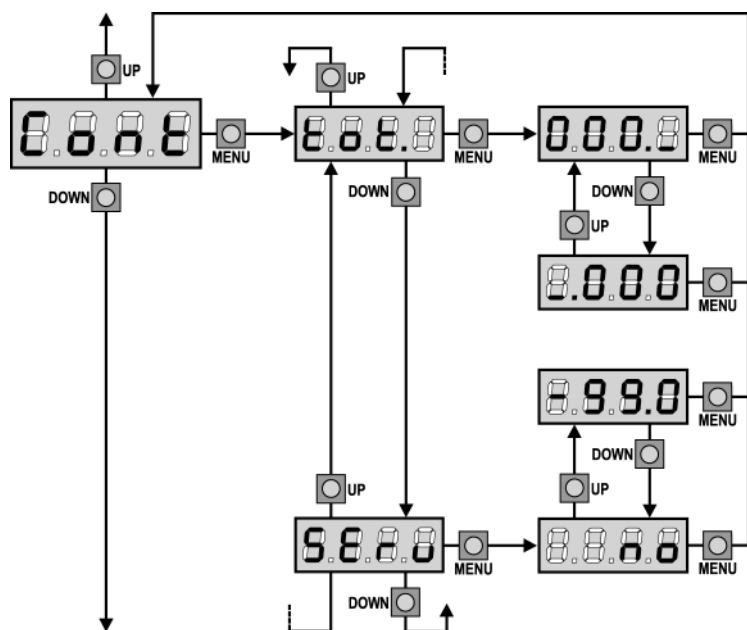 UP
UP
Cont
MENU
tot.
MENU
000._
MENU
DOWN
DOWN
DOWN
UP
_.000
MENU
-99.0
MENU
DOWN
UP
UP
SErv
MENU
no
MENU
DOWN